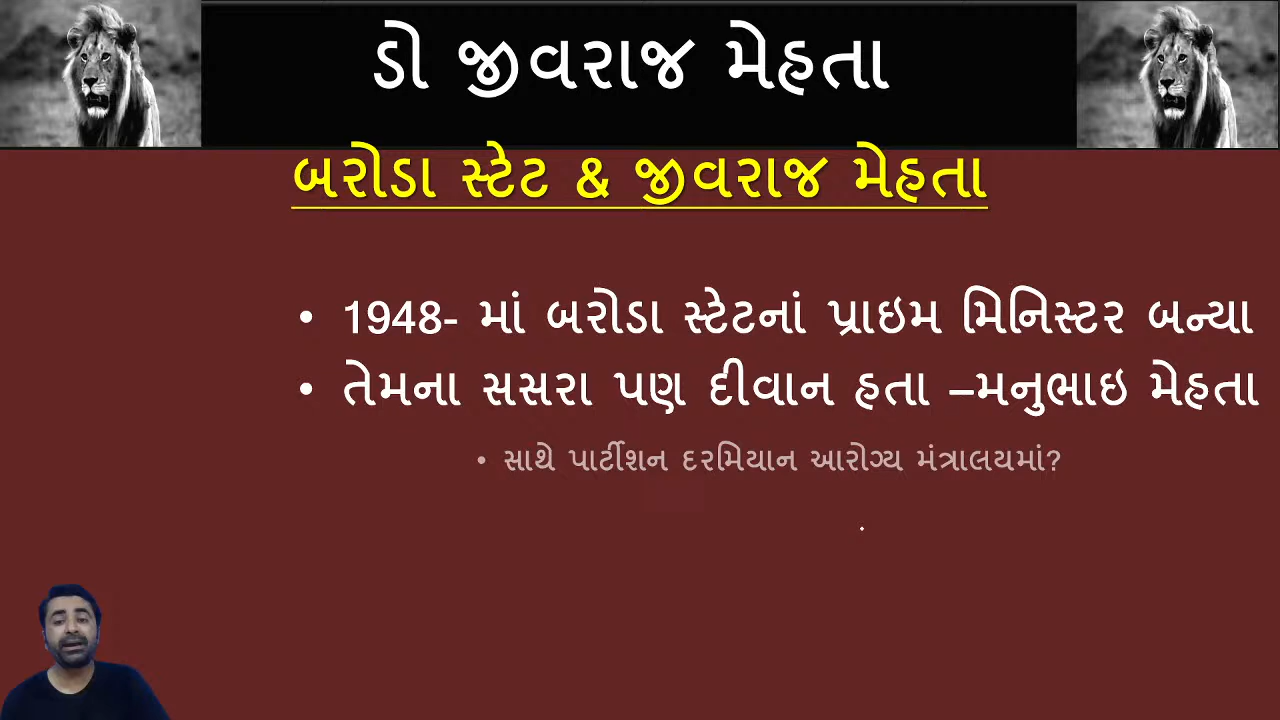 ડો જીવરાજ મેહતા
બરોડા સ્ટેટ & જીવરાજ મેહતા
• 1948- માં બરોડા સ્ટેટનાં પ્રાઇમ મિનિસ્ટર બન્યા
• તેમના સસરા પણ દીવાન હતા –મનુભાઇ મેહતા
• સાથે પાર્ટીશન દરમિયાન આરોગ્ય મંત્રાલયમાં?